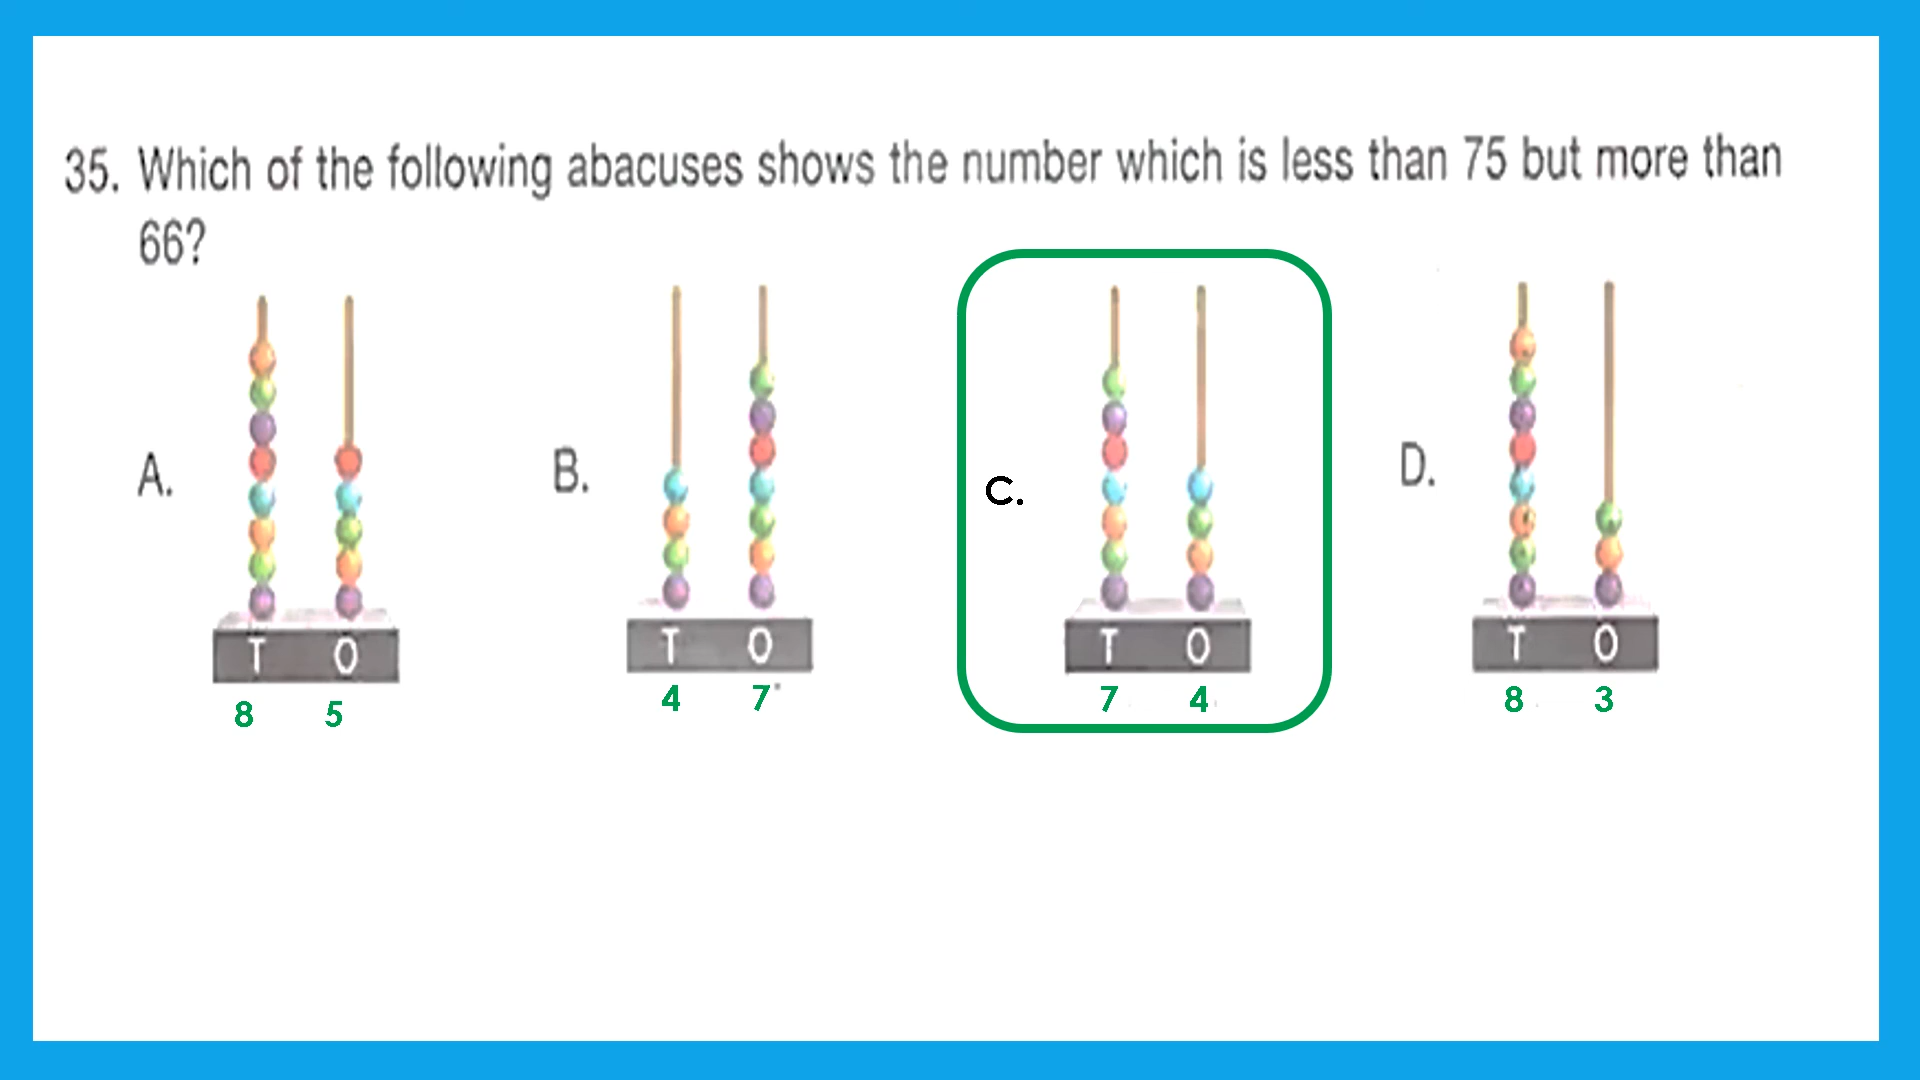 35. Which of the following abacuses shows the number which is less than 75 but more than
66?
A.
T O
8 5
B.
T O
4 7
C.
T O
7 4
D.
T O
8 3